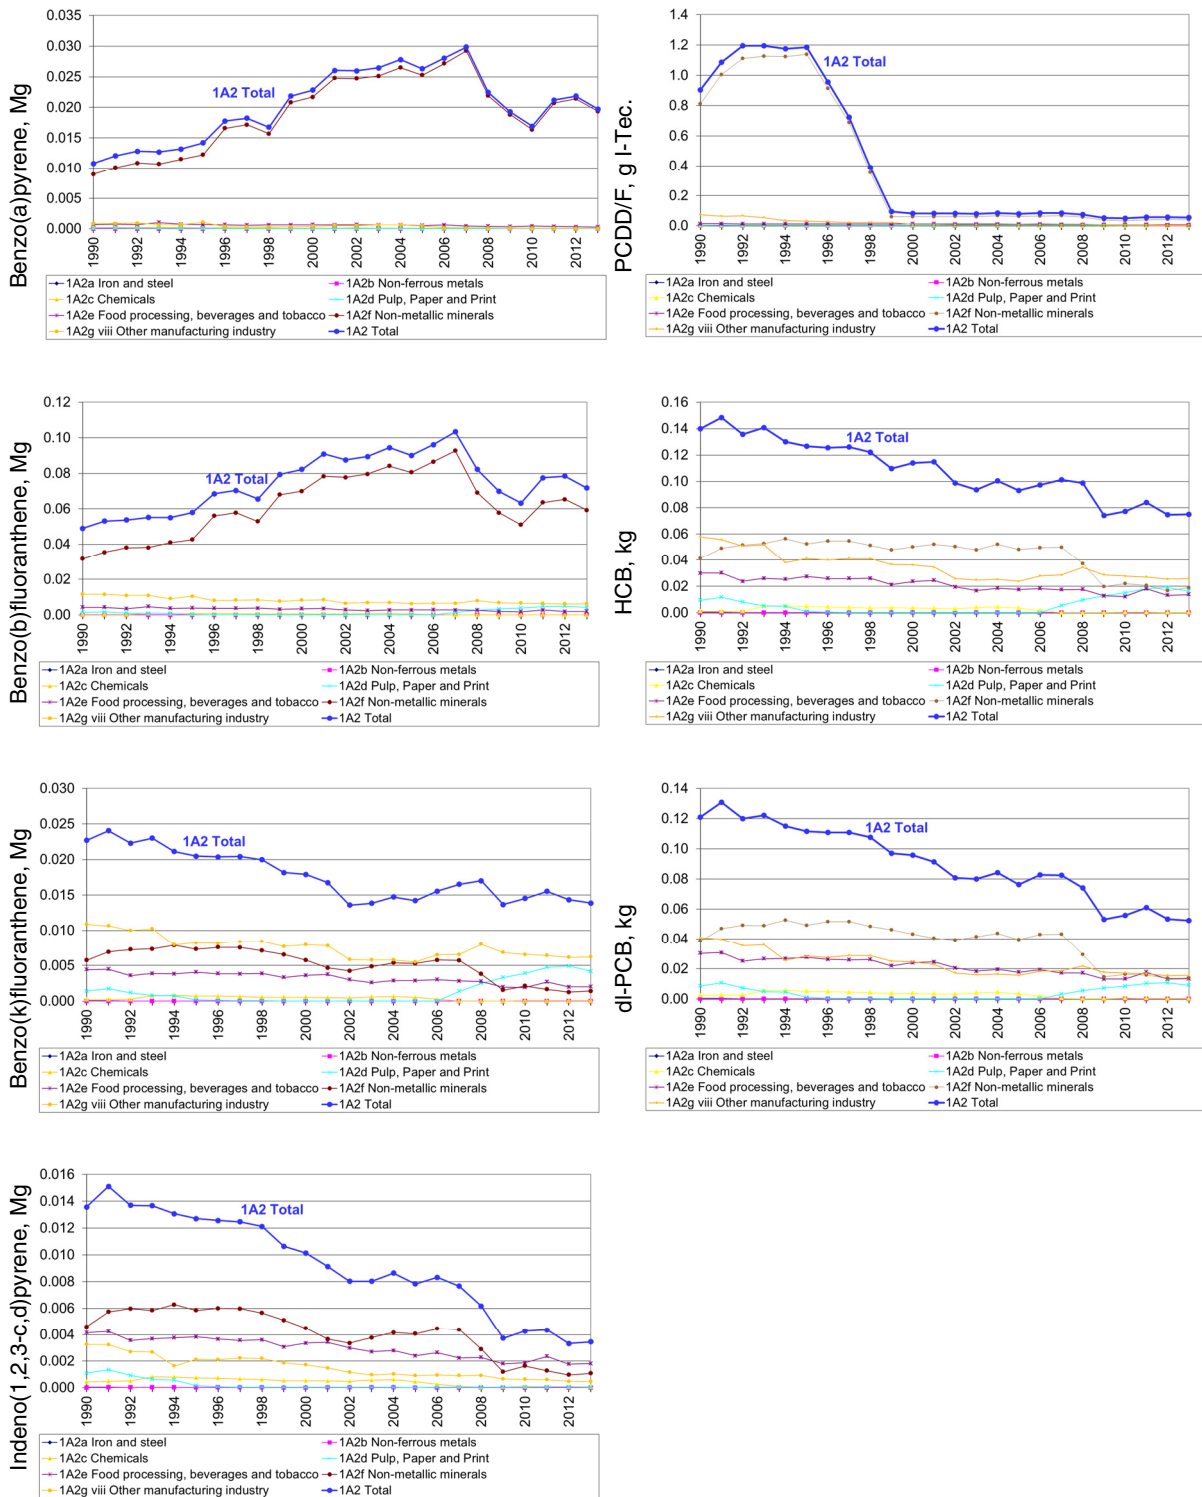 Benzo(a)pyrene, Mg
0.035
0.030
0.025
0.020
0.015
0.010
0.005
0.000
1A2 Total
1990 1992 1994 1996 1998 2000 2002 2004 2006 2008 2010 2012
1A2a Iron and steel 1A2b Non-ferrous metals
1A2c Chemicals 1A2d Pulp, Paper and Print
1A2e Food processing, beverages and tobacco 1A2f Non-metallic minerals
1A2g viii Other manufacturing industry 1A2 Total
PCDD/F, g I-Tec.
1.4
1.2
1.0
0.8
0.6
0.4
0.2
0.0
1A2 Total
1990 1992 1994 1996 1998 2000 2002 2004 2006 2008 2010 2012
1A2a Iron and steel 1A2b Non-ferrous metals
1A2c Chemicals 1A2d Pulp, Paper and Print
1A2e Food processing, beverages and tobacco 1A2f Non-metallic minerals
1A2g viii Other manufacturing industry 1A2 Total
Benzo(b)fluoranthene, Mg
0.12
0.10
0.08
0.06
0.04
0.02
0.00
1A2 Total
1990 1992 1994 1996 1998 2000 2002 2004 2006 2008 2010 2012
1A2a Iron and steel 1A2b Non-ferrous metals
1A2c Chemicals 1A2d Pulp, Paper and Print
1A2e Food processing, beverages and tobacco 1A2f Non-metallic minerals
1A2g viii Other manufacturing industry 1A2 Total
HCB, kg
0.16
0.14
0.12
0.10
0.08
0.06
0.04
0.02
0.00
1A2 Total
1990 1992 1994 1996 1998 2000 2002 2004 2006 2008 2010 2012
1A2a Iron and steel 1A2b Non-ferrous metals
1A2c Chemicals 1A2d Pulp, Paper and Print
1A2e Food processing, beverages and tobacco 1A2f Non-metallic minerals
1A2g viii Other manufacturing industry 1A2 Total
Benzo(k)fluoranthene, Mg
0.030
0.025
0.020
0.015
0.010
0.005
0.000
1A2 Total
1990 1992 1994 1996 1998 2000 2002 2004 2006 2008 2010 2012
1A2a Iron and steel 1A2b Non-ferrous metals
1A2c Chemicals 1A2d Pulp, Paper and Print
1A2e Food processing, beverages and tobacco 1A2f Non-metallic minerals
1A2g viii Other manufacturing industry 1A2 Total
dl-PCB, kg
0.14
0.12
0.10
0.08
0.06
0.04
0.02
0.00
1A2 Total
1990 1992 1994 1996 1998 2000 2002 2004 2006 2008 2010 2012
1A2a Iron and steel 1A2b Non-ferrous metals
1A2c Chemicals 1A2d Pulp, Paper and Print
1A2e Food processing, beverages and tobacco 1A2f Non-metallic minerals
1A2g viii Other manufacturing industry 1A2 Total
Indeno(1,2,3-c,d)pyrene, Mg
0.016
0.014
0.012
0.010
0.008
0.006
0.004
0.002
0.000
1A2 Total
1990 1992 1994 1996 1998 2000 2002 2004 2006 2008 2010 2012
1A2a Iron and steel 1A2b Non-ferrous metals
1A2c Chemicals 1A2d Pulp, Paper and Print
1A2e Food processing, beverages and tobacco 1A2f Non-metallic minerals
1A2g viii Other manufacturing industry 1A2 Total